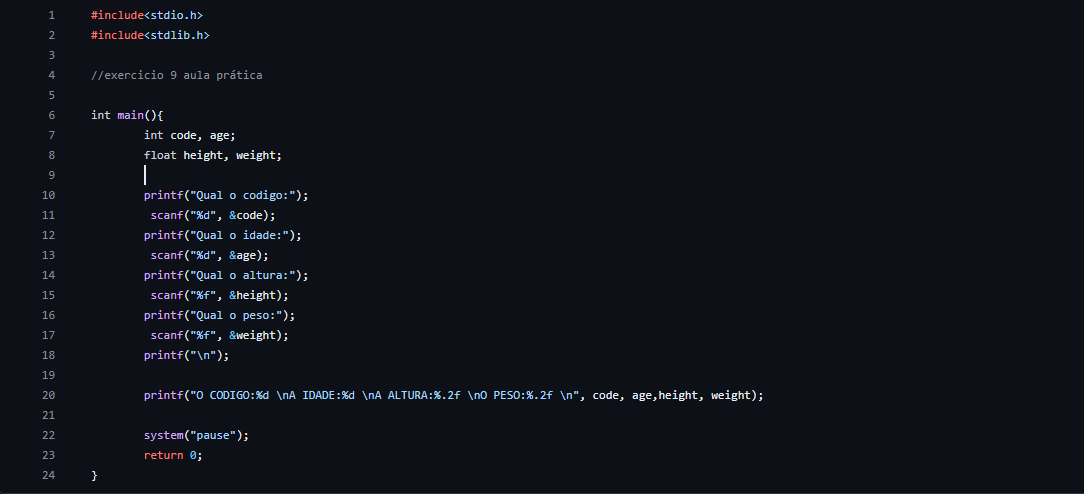 1 #include<stdio.h>
2 #include<stdlib.h>
3
4 //exercicio 9 aula prática
5
6 int main(){
7 int code, age;
8 float height, weight;
9
10 printf("Qual o codigo:");
11 scanf("%d", &code);
12 printf("Qual o idade:");
13 scanf("%d", &age);
14 printf("Qual o altura:");
15 scanf("%f", &height);
16 printf("Qual o peso:");
17 scanf("%f", &weight);
18 printf("\n");
19
20 printf("O CODIGO:%d \nA IDADE:%d \nA ALTURA:%.2f \nO PESO:%.2f \n", code, age,height, weight);
21
22 system("pause");
23 return 0;
24 }